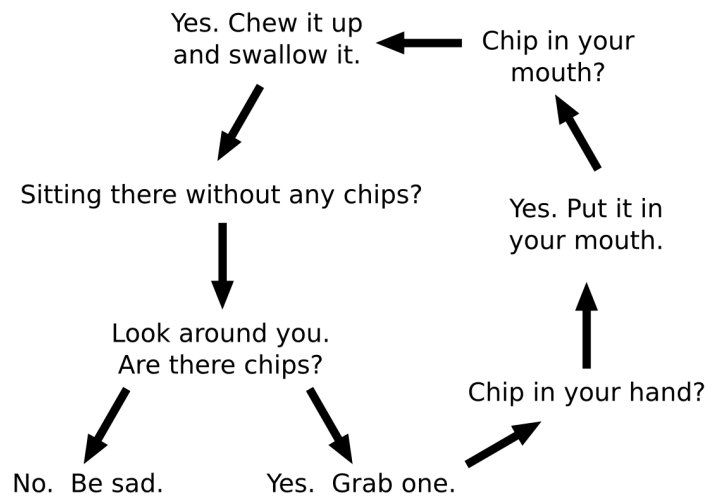 Yes. Chew it up
and swallow it.
Chip in your
mouth?
Sitting there without any chips?
Yes. Put it in
your mouth.
Look around you.
Are there chips?
Chip in your hand?
No.  Be sad.
Yes.  Grab one.